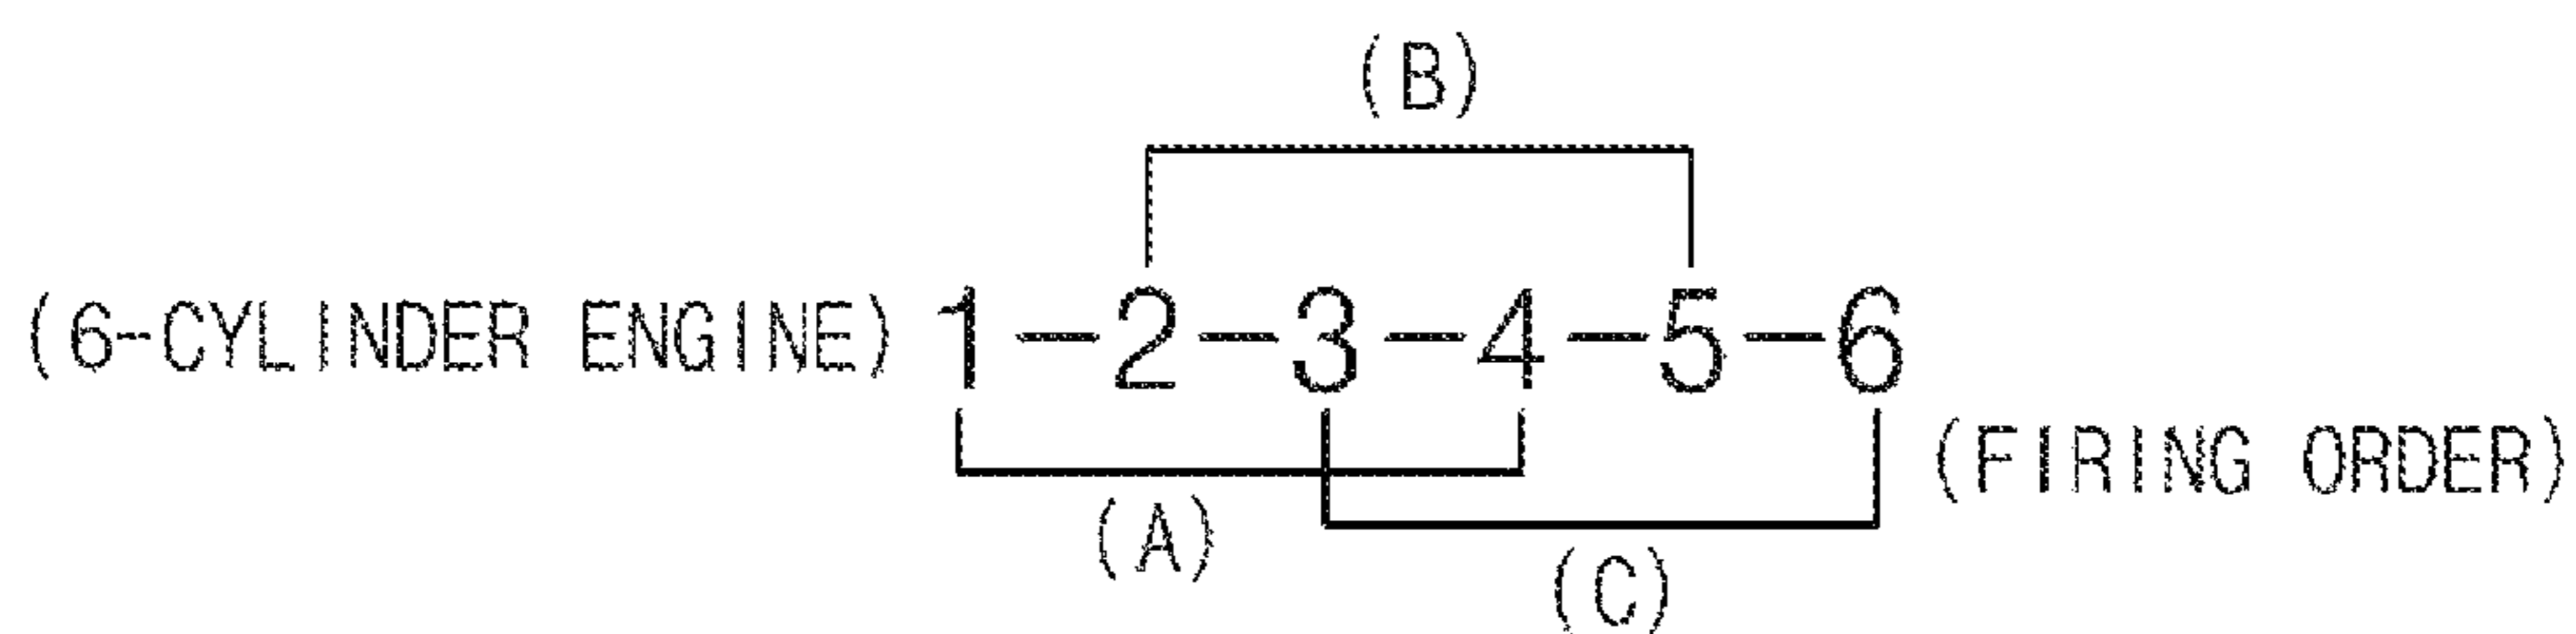 (B)
(6-CYLINDER ENGINE) 1-2-3-4-5-6
(FIRING ORDER)
(A)
(C)